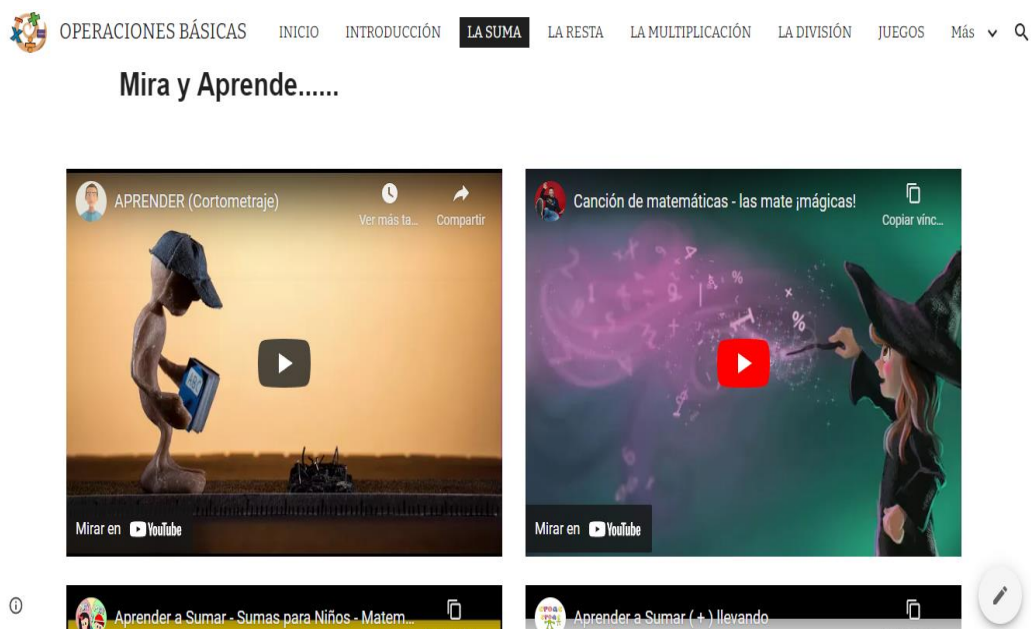 OPERACIONES BÁSICAS INICIO INTRODUCCIÓN LA SUMA LA RESTA LA MULTIPLICACIÓN LA DIVISIÓN JUEGOS Más
Mira y Aprende......
APRENDER (Cortometraje) Ver más ta... Compartir
Mirar en YouTube
Canción de matemáticas - las mate ¡mágicas! Copiar vínc...
Mirar en YouTube
Aprender a Sumar - Sumas para Niños - Matem...
Aprender a Sumar ( + ) llevando